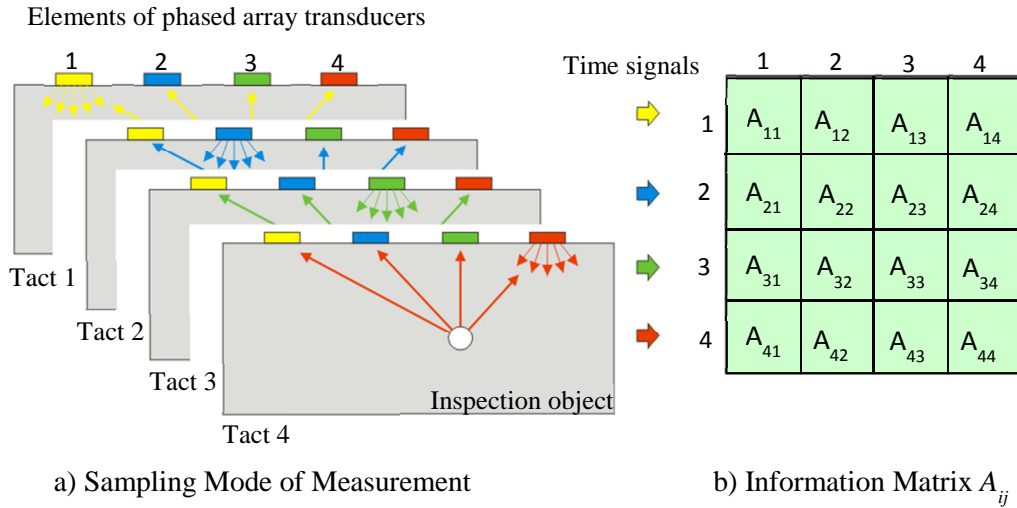 Elements of phased array transducers
1 2 3 4
Tact 1
Tact 2
Tact 3
Tact 4
Inspection object
a) Sampling Mode of Measurement
Time signals
1 2 3 4
1 A11 A12 A13 A14
2 A21 A22 A23 A24
3 A31 A32 A33 A34
4 A41 A42 A43 A44
b) Information Matrix Aij